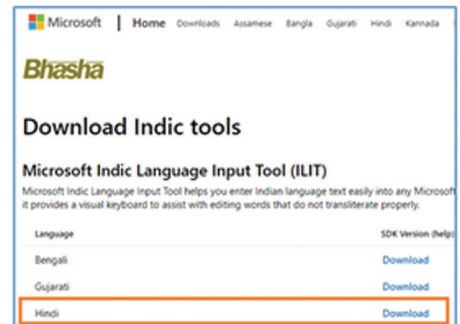 Microsoft | Home Downloads Assamese Bangla Gujarati Hindi Kannada
Bhasha
Download Indic tools
Microsoft Indic Language Input Tool (ILIT)
Microsoft Indic Language Input Tool helps you enter Indian language text easily into any Microsoft
it provides a visual keyboard to assist with editing words that do not transliterate properly.
Language SDK Version (help)
Bengali Download
Gujarati Download
Hindi Download